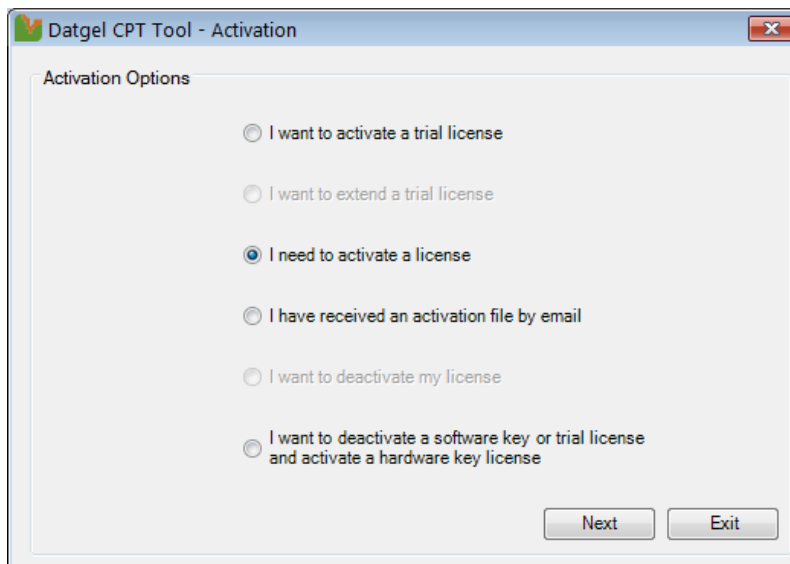 Datgel CPT Tool - Activation
Activation Options
I want to activate a trial license
I want to extend a trial license
I need to activate a license
I have received an activation file by email
I want to deactivate my license
I want to deactivate a software key or trial license
and activate a hardware key license
Next Exit